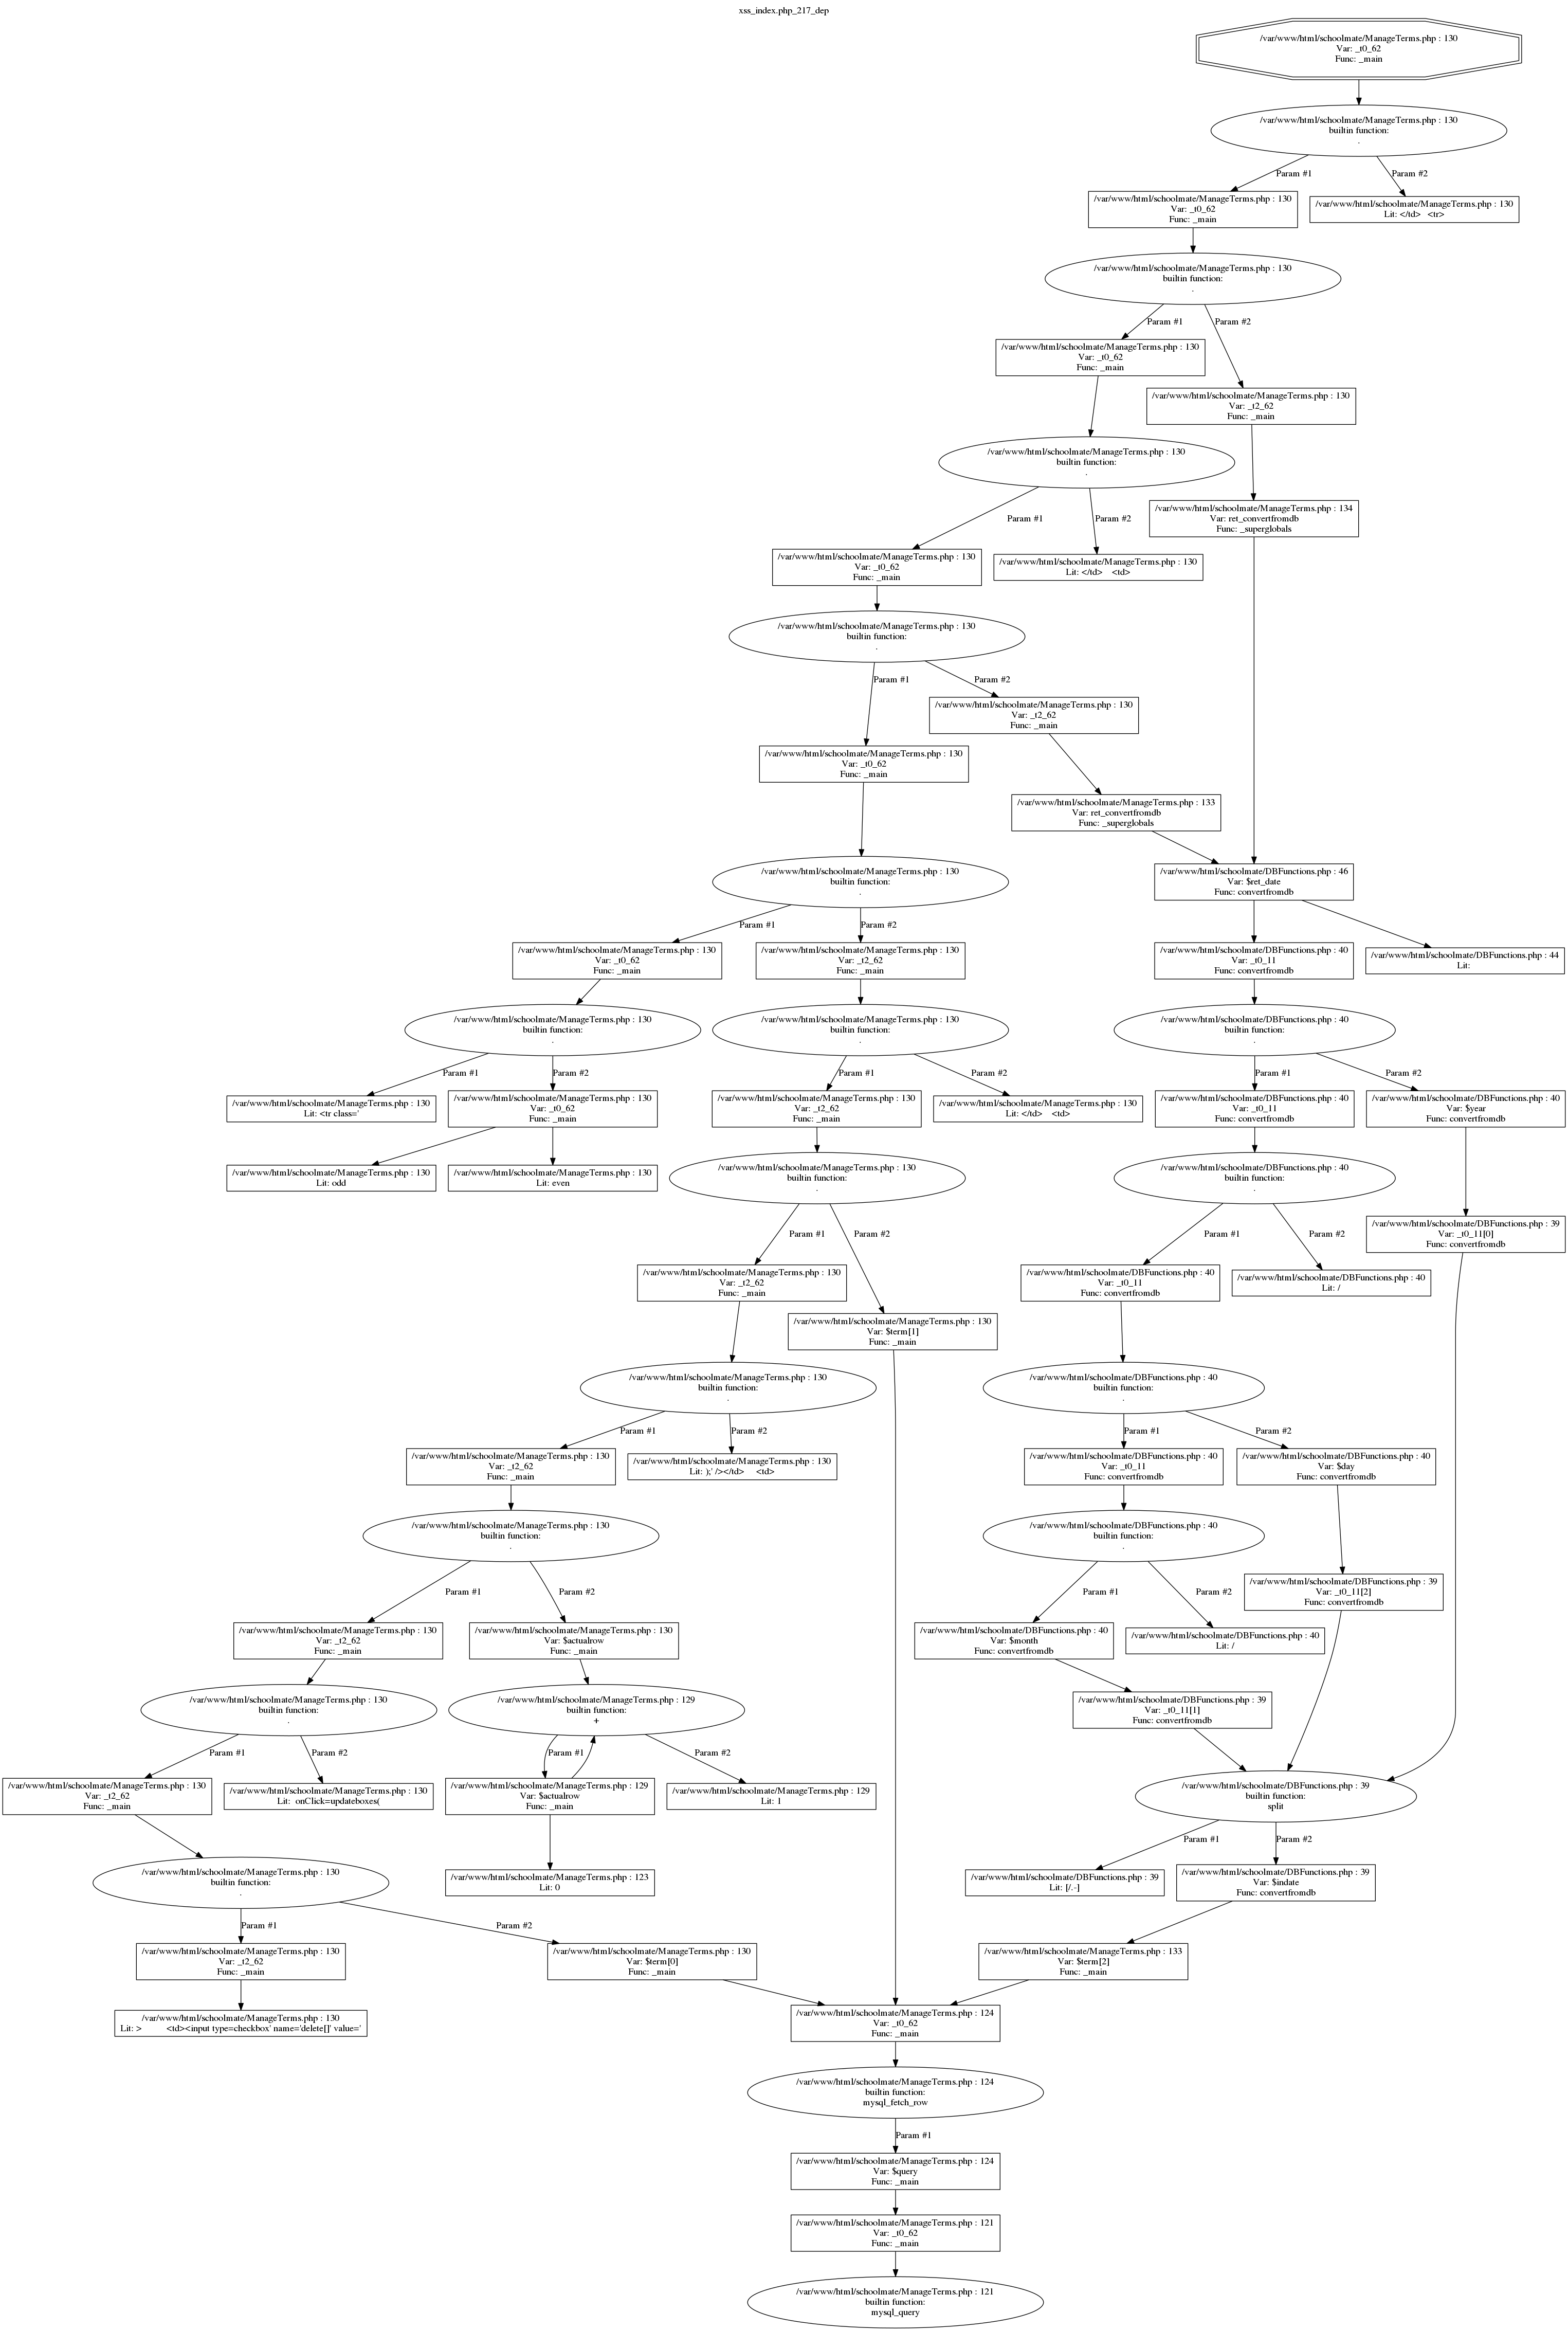 xss_index.php_217_dep
/var/www/html/schoolmate/ManageTerms.php : 130
Var: _t0_62
Func: _main
/var/www/html/schoolmate/ManageTerms.php : 130
builtin function:
.
Param #1
Param #2
/var/www/html/schoolmate/ManageTerms.php : 130
Var: _t0_62
Func: _main
/var/www/html/schoolmate/ManageTerms.php : 130
Lit: </td> <tr>
/var/www/html/schoolmate/ManageTerms.php : 130
builtin function:
.
Param #1
Param #2
/var/www/html/schoolmate/ManageTerms.php : 130
Var: _t0_62
Func: _main
/var/www/html/schoolmate/ManageTerms.php : 130
Var: _t2_62
Func: _main
/var/www/html/schoolmate/ManageTerms.php : 130
builtin function:
.
/var/www/html/schoolmate/ManageTerms.php : 134
Var: ret_convertfromdb
Func: _superglobals
Param #1
Param #2
/var/www/html/schoolmate/ManageTerms.php : 130
Var: _t0_62
Func: _main
/var/www/html/schoolmate/ManageTerms.php : 130
Lit: </td> <td>
/var/www/html/schoolmate/ManageTerms.php : 130
builtin function:
.
Param #1
Param #2
/var/www/html/schoolmate/ManageTerms.php : 130
Var: _t2_62
Func: _main
/var/www/html/schoolmate/ManageTerms.php : 130
Var: _t0_62
Func: _main
/var/www/html/schoolmate/ManageTerms.php : 133
Var: ret_convertfromdb
Func: _superglobals
/var/www/html/schoolmate/ManageTerms.php : 130
builtin function:
.
/var/www/html/schoolmate/DBFunctions.php : 46
Var: $ret_date
Func: convertfromdb
Param #1
Param #2
/var/www/html/schoolmate/ManageTerms.php : 130
Var: _t0_62
Func: _main
/var/www/html/schoolmate/ManageTerms.php : 130
Var: _t2_62
Func: _main
/var/www/html/schoolmate/DBFunctions.php : 40
Var: _t0_11
Func: convertfromdb
/var/www/html/schoolmate/DBFunctions.php : 44
Lit:
/var/www/html/schoolmate/ManageTerms.php : 130
builtin function:
.
/var/www/html/schoolmate/ManageTerms.php : 130
builtin function:
.
/var/www/html/schoolmate/DBFunctions.php : 40
builtin function:
.
Param #1
Param #2
Param #1
Param #2
Param #1
Param #2
/var/www/html/schoolmate/ManageTerms.php : 130
Lit: <tr class='
/var/www/html/schoolmate/ManageTerms.php : 130
Var: _t0_62
Func: _main
/var/www/html/schoolmate/ManageTerms.php : 130
Var: _t2_62
Func: _main
/var/www/html/schoolmate/ManageTerms.php : 130
Lit: </td> <td>
/var/www/html/schoolmate/DBFunctions.php : 40
Var: _t0_11
Func: convertfromdb
/var/www/html/schoolmate/DBFunctions.php : 40
Var: $year
Func: convertfromdb
/var/www/html/schoolmate/ManageTerms.php : 130
Lit: odd
/var/www/html/schoolmate/ManageTerms.php : 130
Lit: even
/var/www/html/schoolmate/ManageTerms.php : 130
builtin function:
.
/var/www/html/schoolmate/DBFunctions.php : 40
builtin function:
.
Param #1
Param #2
Param #1
Param #2
/var/www/html/schoolmate/DBFunctions.php : 39
Var: _t0_11[0]
Func: convertfromdb
/var/www/html/schoolmate/ManageTerms.php : 130
Var: _t2_62
Func: _main
/var/www/html/schoolmate/ManageTerms.php : 130
Var: $term[1]
Func: _main
/var/www/html/schoolmate/DBFunctions.php : 40
Var: _t0_11
Func: convertfromdb
/var/www/html/schoolmate/DBFunctions.php : 40
Lit: /
/var/www/html/schoolmate/ManageTerms.php : 130
builtin function:
.
/var/www/html/schoolmate/DBFunctions.php : 40
builtin function:
.
Param #1
Param #2
Param #1
Param #2
/var/www/html/schoolmate/ManageTerms.php : 130
Var: _t2_62
Func: _main
/var/www/html/schoolmate/ManageTerms.php : 130
Lit: );' /></td> <td>
/var/www/html/schoolmate/DBFunctions.php : 40
Var: _t0_11
Func: convertfromdb
/var/www/html/schoolmate/DBFunctions.php : 40
Var: $day
Func: convertfromdb
/var/www/html/schoolmate/ManageTerms.php : 130
builtin function:
.
/var/www/html/schoolmate/DBFunctions.php : 40
builtin function:
.
Param #1
Param #2
Param #1
Param #2
/var/www/html/schoolmate/DBFunctions.php : 39
Var: _t0_11[2]
Func: convertfromdb
/var/www/html/schoolmate/ManageTerms.php : 130
Var: _t2_62
Func: _main
/var/www/html/schoolmate/ManageTerms.php : 130
Var: $actualrow
Func: _main
/var/www/html/schoolmate/DBFunctions.php : 40
Var: $month
Func: convertfromdb
/var/www/html/schoolmate/DBFunctions.php : 40
Lit: /
/var/www/html/schoolmate/ManageTerms.php : 130
builtin function:
.
/var/www/html/schoolmate/ManageTerms.php : 129
builtin function:
+
/var/www/html/schoolmate/DBFunctions.php : 39
Var: _t0_11[1]
Func: convertfromdb
Param #1
Param #2
Param #1
Param #2
/var/www/html/schoolmate/ManageTerms.php : 130
Var: _t2_62
Func: _main
/var/www/html/schoolmate/ManageTerms.php : 130
Lit: onClick=updateboxes(
/var/www/html/schoolmate/ManageTerms.php : 129
Var: $actualrow
Func: _main
/var/www/html/schoolmate/ManageTerms.php : 129
Lit: 1
/var/www/html/schoolmate/DBFunctions.php : 39
builtin function:
split
Param #1
Param #2
/var/www/html/schoolmate/ManageTerms.php : 130
builtin function:
.
/var/www/html/schoolmate/ManageTerms.php : 123
Lit: 0
/var/www/html/schoolmate/DBFunctions.php : 39
Lit: [/.-]
/var/www/html/schoolmate/DBFunctions.php : 39
Var: $indate
Func: convertfromdb
Param #1
Param #2
/var/www/html/schoolmate/ManageTerms.php : 130
Var: _t2_62
Func: _main
/var/www/html/schoolmate/ManageTerms.php : 130
Var: $term[0]
Func: _main
/var/www/html/schoolmate/ManageTerms.php : 133
Var: $term[2]
Func: _main
/var/www/html/schoolmate/ManageTerms.php : 130
Lit: > <td><input type=checkbox' name='delete[]' value='
/var/www/html/schoolmate/ManageTerms.php : 124
Var: _t0_62
Func: _main
/var/www/html/schoolmate/ManageTerms.php : 124
builtin function:
mysql_fetch_row
Param #1
/var/www/html/schoolmate/ManageTerms.php : 124
Var: $query
Func: _main
/var/www/html/schoolmate/ManageTerms.php : 121
Var: _t0_62
Func: _main
/var/www/html/schoolmate/ManageTerms.php : 121
builtin function:
mysql_query